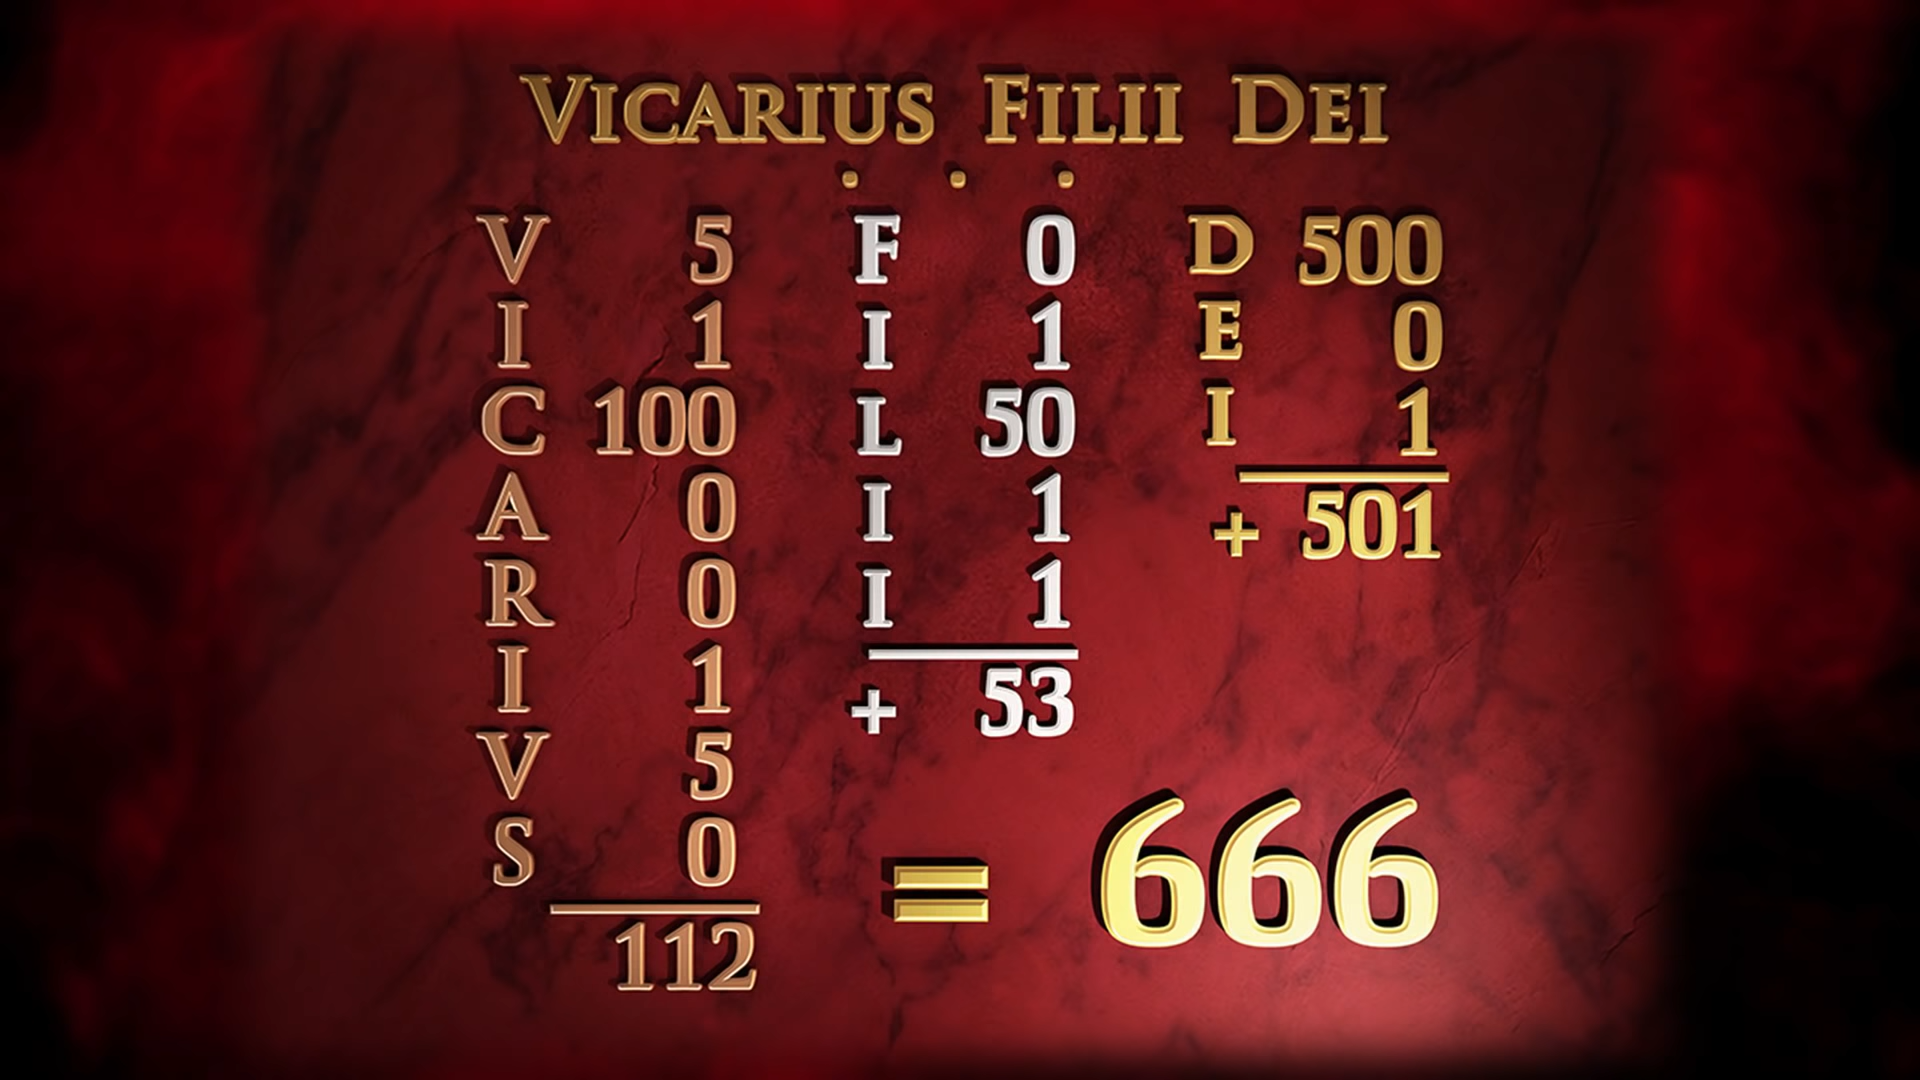 VICARIUS FILII DEI
. . .
V 5 F 0 D 500
I 1 I 1 E 0
C 100 L 50 I 1
A 0 I 1 + 501
R 0 I 1
I 1 + 53
V 5
S 0 = 666
112